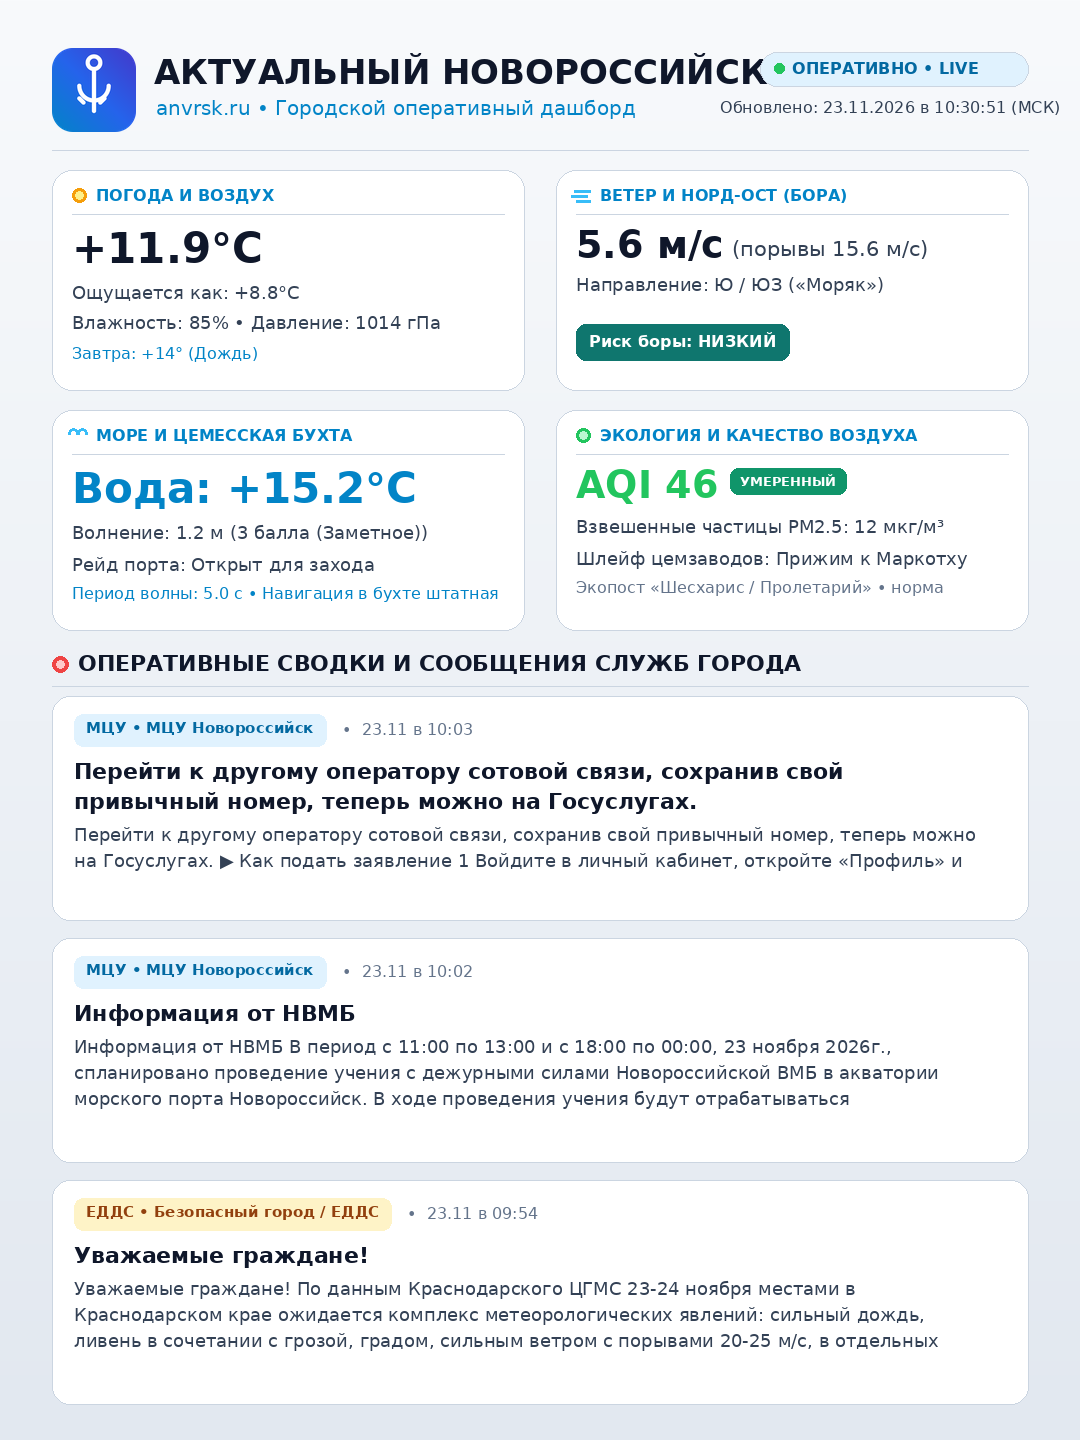 АКТУАЛЬНЫЙ НОВОРОССИЙСК
ОПЕРАТИВНО • LIVE
anvrsk.ru • Городской оперативный дашборд
Обновлено: 23.11.2026 в 10:30:51 (МСК)
ПОГОДА И ВОЗДУХ
+11.9°C
Ощущается как: +8.8°C
Влажность: 85% • Давление: 1014 гПа
Завтра: +14° (Дождь)
ВЕТЕР И НОРД-ОСТ (БОРА)
5.6 м/с (порывы 15.6 м/с)
Направление: Ю / ЮЗ («Моряк»)
Риск боры: НИЗКИЙ
МОРЕ И ЦЕМЕССКАЯ БУХТА
Вода: +15.2°C
Волнение: 1.2 м (3 балла (Заметное))
Рейд порта: Открыт для захода
Период волны: 5.0 с • Навигация в бухте штатная
ЭКОЛОГИЯ И КАЧЕСТВО ВОЗДУХА
AQI 46 УМЕРЕННЫЙ
Взвешенные частицы PM2.5: 12 мкг/м³
Шлейф цемзаводов: Прижим к Маркотху
Экопост «Шесхарис / Пролетарий» • норма
ОПЕРАТИВНЫЕ СВОДКИ И СООБЩЕНИЯ СЛУЖБ ГОРОДА
МЦУ • МЦУ Новороссийск • 23.11 в 10:03
Перейти к другому оператору сотовой связи, сохранив свой
привычный номер, теперь можно на Госуслугах.
Перейти к другому оператору сотовой связи, сохранив свой привычный номер, теперь можно
на Госуслугах. ▶ Как подать заявление 1 Войдите в личный кабинет, откройте «Профиль» и
МЦУ • МЦУ Новороссийск • 23.11 в 10:02
Информация от НВМБ
Информация от НВМБ В период с 11:00 по 13:00 и с 18:00 по 00:00, 23 ноября 2026г.,
спланировано проведение учения с дежурными силами Новороссийской ВМБ в акватории
морского порта Новороссийск. В ходе проведения учения будут отрабатываться
ЕДДС • Безопасный город / ЕДДС • 23.11 в 09:54
Уважаемые граждане!
Уважаемые граждане! По данным Краснодарского ЦГМС 23-24 ноября местами в
Краснодарском крае ожидается комплекс метеорологических явлений: сильный дождь,
ливень в сочетании с грозой, градом, сильным ветром с порывами 20-25 м/с, в отдельных